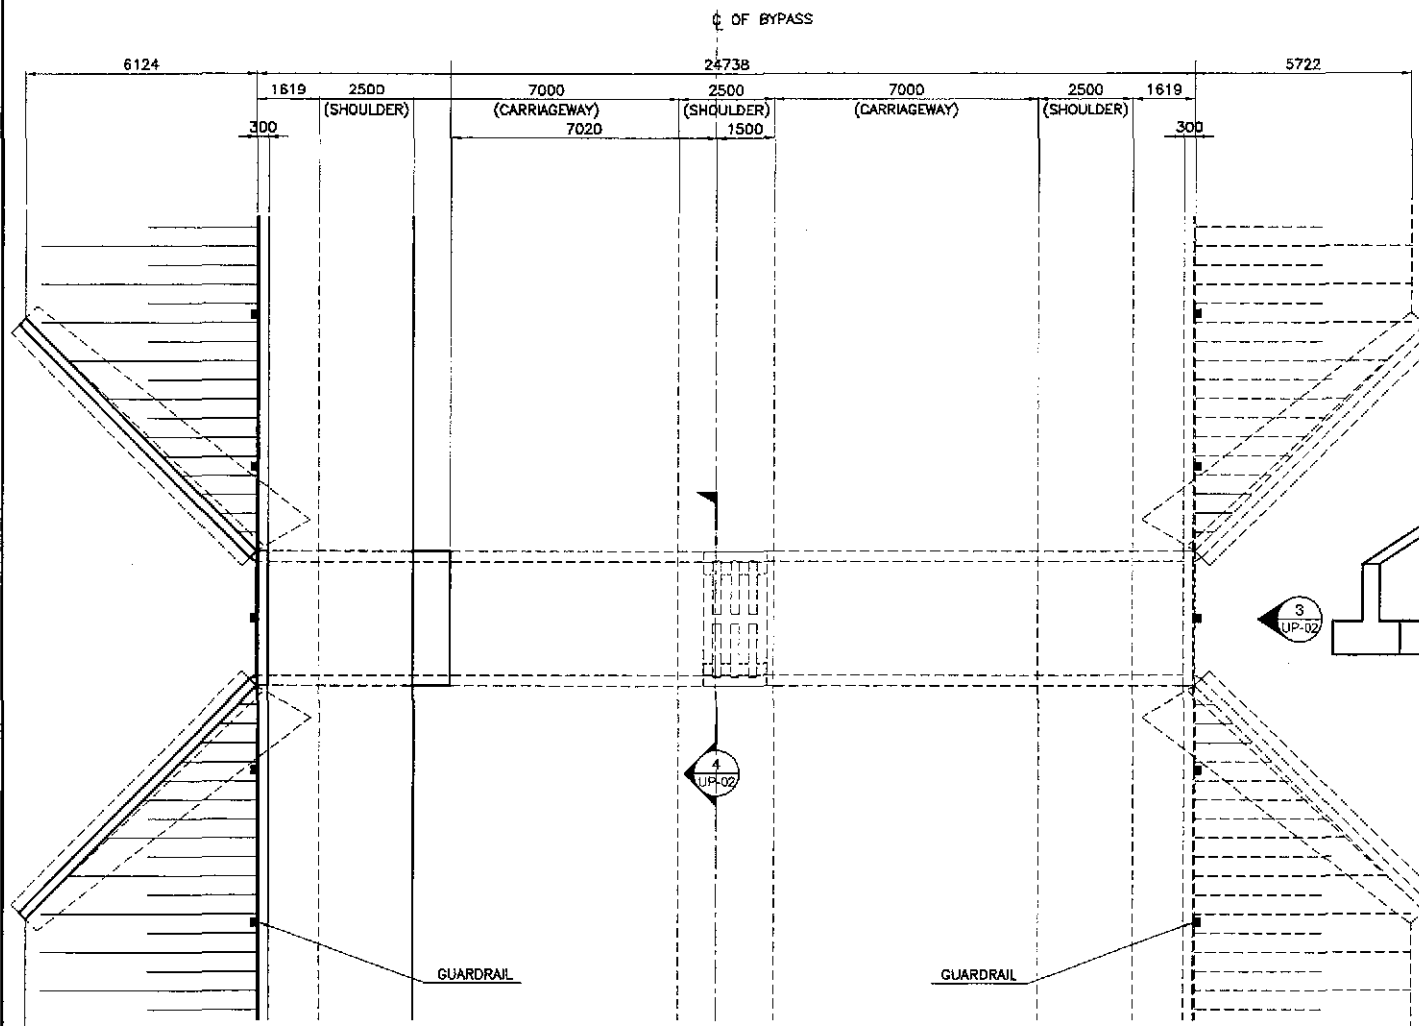 ℄ OF BYPASS
6124 24738 5722
1619 2500 7000 2500 7000 2500 1619
(SHOULDER) (CARRIAGEWAY) (SHOULDER) (CARRIAGEWAY) (SHOULDER)
300 7020 1500 300
3
UP-02
4
UP-02
GUARDRAIL GUARDRAIL